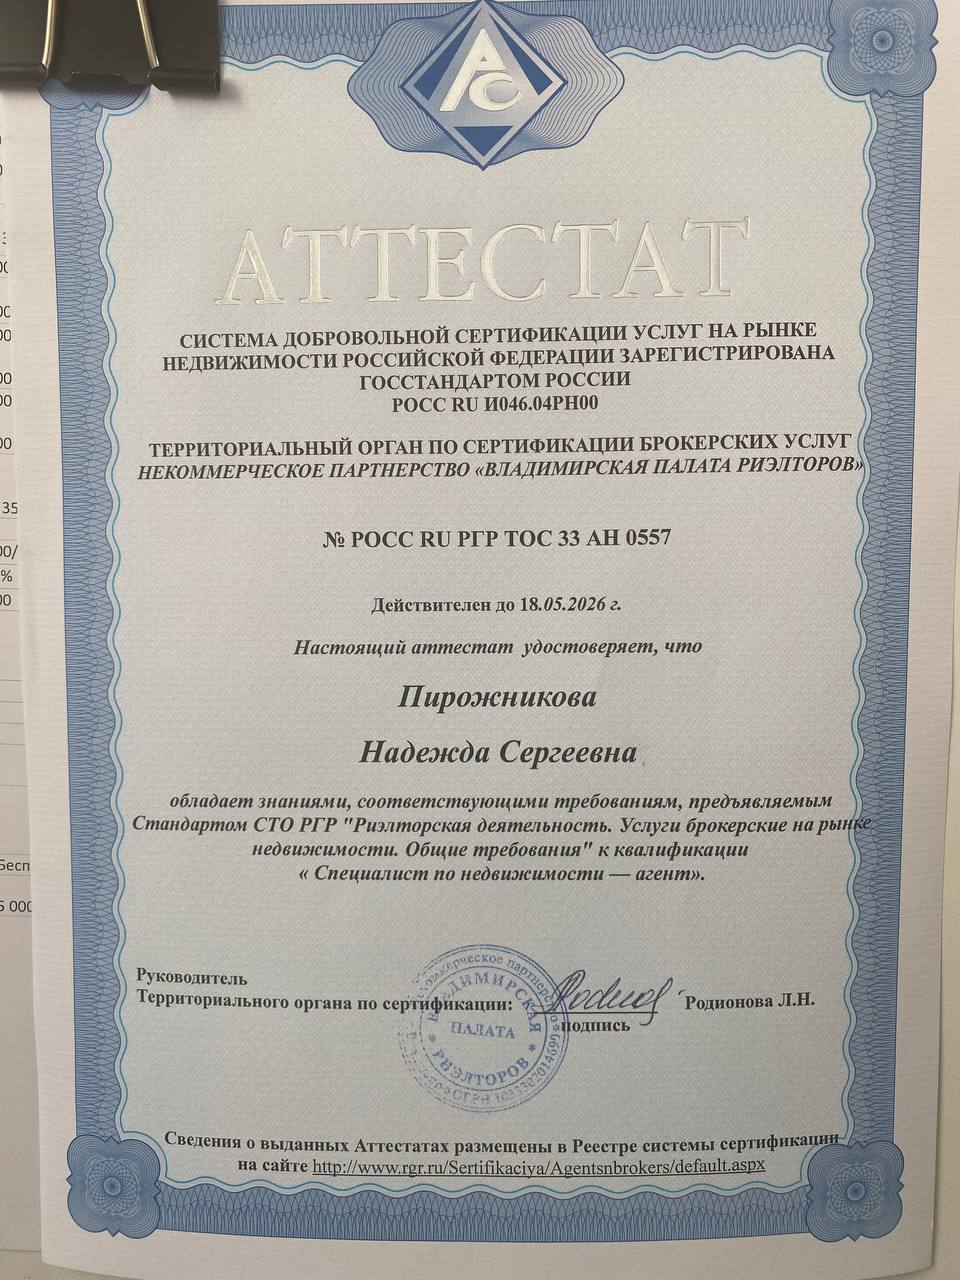 АС
АТТЕСТАТ
СИСТЕМА ДОБРОВОЛЬНОЙ СЕРТИФИКАЦИИ УСЛУГ НА РЫНКЕ
НЕДВИЖИМОСТИ РОССИЙСКОЙ ФЕДЕРАЦИИ ЗАРЕГИСТРИРОВАНА
ГОССТАНДАРТОМ РОССИИ
РОСС RU И046.04РН00
ТЕРРИТОРИАЛЬНЫЙ ОРГАН ПО СЕРТИФИКАЦИИ БРОКЕРСКИХ УСЛУГ
НЕКОММЕРЧЕСКОЕ ПАРТНЕРСТВО «ВЛАДИМИРСКАЯ ПАЛАТА РИЭЛТОРОВ»
№ РОСС RU РГР ТОС 33 АН 0557
Действителен до 18.05.2026 г.
Настоящий аттестат удостоверяет, что
Пирожникова
Надежда Сергеевна
обладает знаниями, соответствующими требованиям, предъявляемым
Стандартом СТО РГР "Риэлторская деятельность. Услуги брокерские на рынке
недвижимости. Общие требования" к квалификации
« Специалист по недвижимости — агент».
Руководитель
Территориального органа по сертификации: Родионова Л.Н.
подпись
ВЛАДИМИРСКАЯ
ПАЛАТА
РИЭЛТОРОВ
Сведения о выданных Аттестатах размещены в Реестре системы сертификации
на сайте http://www.rgr.ru/Sertifikaciya/Agentsnbrokers/default.aspx